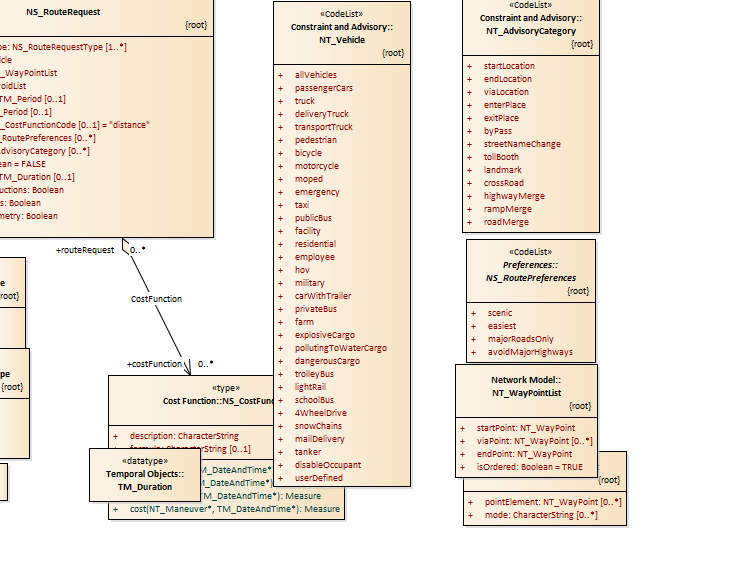 NS_RouteRequest
{root}
pe: NS_RouteRequestType [1..*]
icle
_WayPointList
oidList
TM_Period [0..1]
_Period [0..1]
_CostFunctionCode [0..1] = "distance"
_RoutePreferences [0..*]
AdvisoryCategory [0..*]
ean = FALSE
TM_Duration [0..1]
uctions: Boolean
s: Boolean
metry: Boolean
+routeRequest 0..*
CostFunction
+costFunction 0..*
e
root}
pe
{root}
«type»
Cost Function::NS_CostFunc
+ description: CharacterString
CharacterString [0..1]
TM_DateAndTime*
TM_DateAndTime*)
TM_DateAndTime*): Measure
+ cost(NT_Maneuver*, TM_DateAndTime*): Measure
«datatype»
Temporal Objects::
TM_Duration
«CodeList»
Constraint and Advisory::
NT_Vehicle
{root}
+ allVehicles
+ passengerCars
+ truck
+ deliveryTruck
+ transportTruck
+ pedestrian
+ bicycle
+ motorcycle
+ moped
+ emergency
+ taxi
+ publicBus
+ facility
+ residential
+ employee
+ hov
+ military
+ carWithTrailer
+ privateBus
+ farm
+ explosiveCargo
+ pollutingToWaterCargo
+ dangerousCargo
+ trolleyBus
+ lightRail
+ schoolBus
+ 4WheelDrive
+ snowChains
+ mailDelivery
+ tanker
+ disableOccupant
+ userDefined
«CodeList»
Constraint and Advisory::
NT_AdvisoryCategory
{root}
+ startLocation
+ endLocation
+ viaLocation
+ enterPlace
+ exitPlace
+ byPass
+ streetNameChange
+ tollBooth
+ landmark
+ crossRoad
+ highwayMerge
+ rampMerge
+ roadMerge
«CodeList»
Preferences::
NS_RoutePreferences
{root}
+ scenic
+ easiest
+ majorRoadsOnly
+ avoidMajorHighways
Network Model::
NT_WayPointList
{root}
+ startPoint: NT_WayPoint
+ viaPoint: NT_WayPoint [0..*]
+ endPoint: NT_WayPoint
+ isOrdered: Boolean = TRUE
{root}
+ pointElement: NT_WayPoint [0..*]
+ mode: CharacterString [0..*]